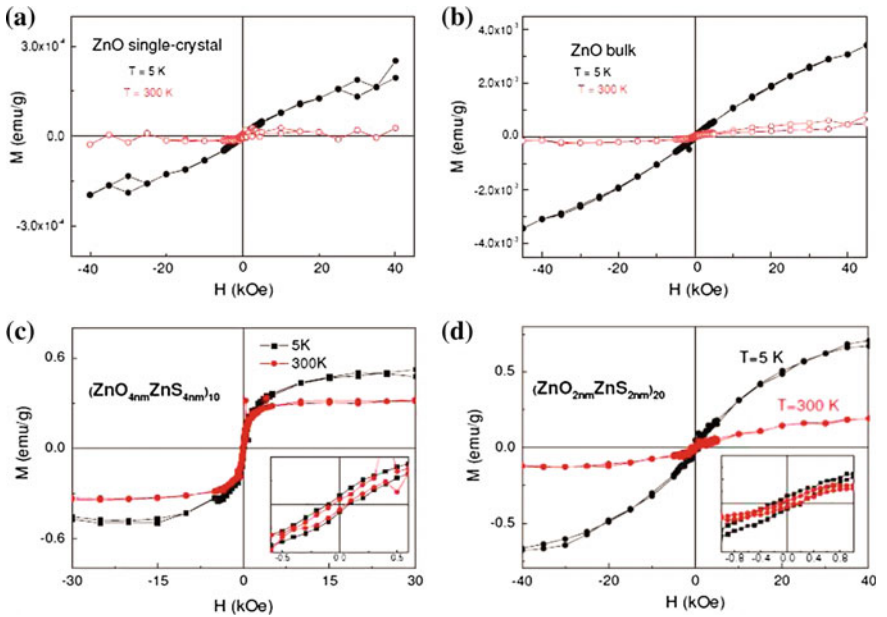 (a)
ZnO single-crystal
T = 5 K
T = 300 K
3.0x10⁻⁴
0.0
-3.0x10⁻⁴
M (emu/g)
-40 -20 0 20 40
H (kOe)
(b)
ZnO bulk
T = 5 K
T = 300 K
4.0x10⁻³
2.0x10⁻³
0.0
-2.0x10⁻³
-4.0x10⁻³
M (emu/g)
-40 -20 0 20 40
H (kOe)
(c)
5K
300K
(ZnO4nmZnS4nm)10
0.6
0.3
0.0
-0.3
-0.6
M (emu/g)
-0.5 0.0 0.5
-30 -15 0 15 30
H (kOe)
(d)
T=5 K
(ZnO2nmZnS2nm)20
T=300 K
0.5
0.0
-0.5
M (emu/g)
-0.8 -0.4 0.0 0.4 0.8
-40 -20 0 20 40
H (kOe)